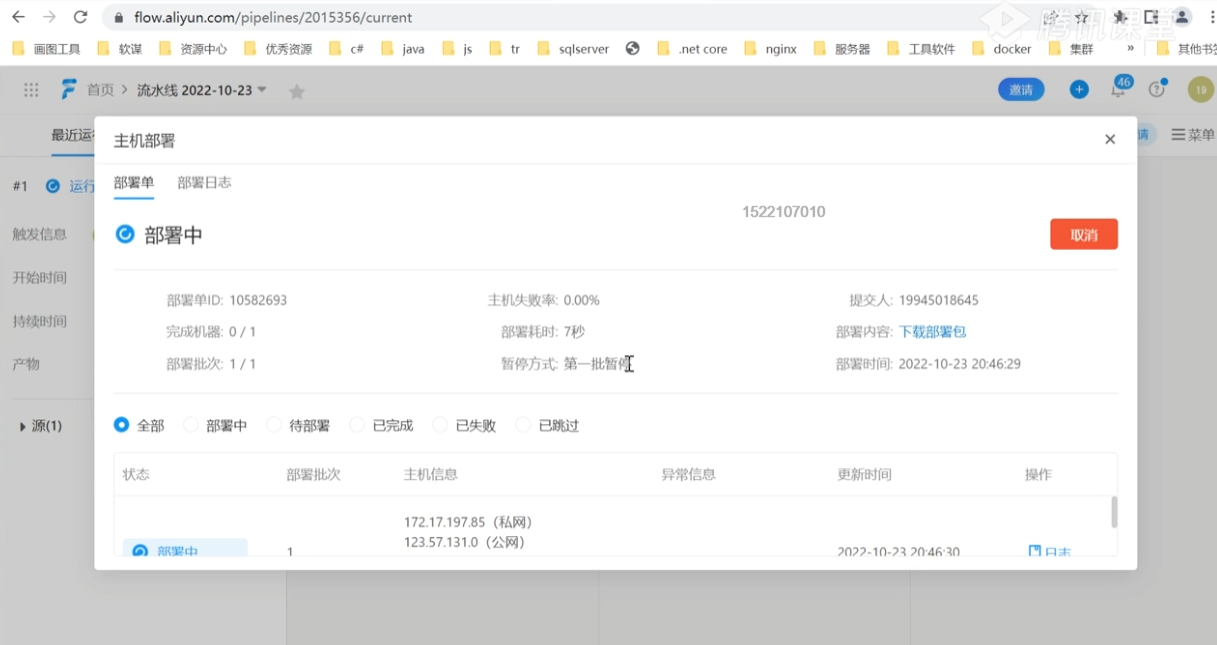 flow.aliyun.com/pipelines/2015356/current
腾讯课堂
画图工具 软谋 资源中心 优秀资源 c# java js tr sqlserver .net core nginx 服务器 工具软件 docker 集群 » 其他书签
首页 > 流水线 2022-10-23 邀请 46 19
最近运行
主机部署
请 菜单
#1 运行
部署单 部署日志
1522107010
触发信息
部署中 取消
开始时间
部署单ID: 10582693 主机失败率: 0.00% 提交人: 19945018645
持续时间
完成机器: 0 / 1 部署耗时: 7秒 部署内容: 下载部署包
产物
部署批次: 1 / 1 暂停方式: 第一批暂停 部署时间: 2022-10-23 20:46:29
源(1)
全部 部署中 待部署 已完成 已失败 已跳过
状态 部署批次 主机信息 异常信息 更新时间 操作
172.17.197.85（私网）
123.57.131.0（公网）
部署中 1 2022-10-23 20:46:30 日志